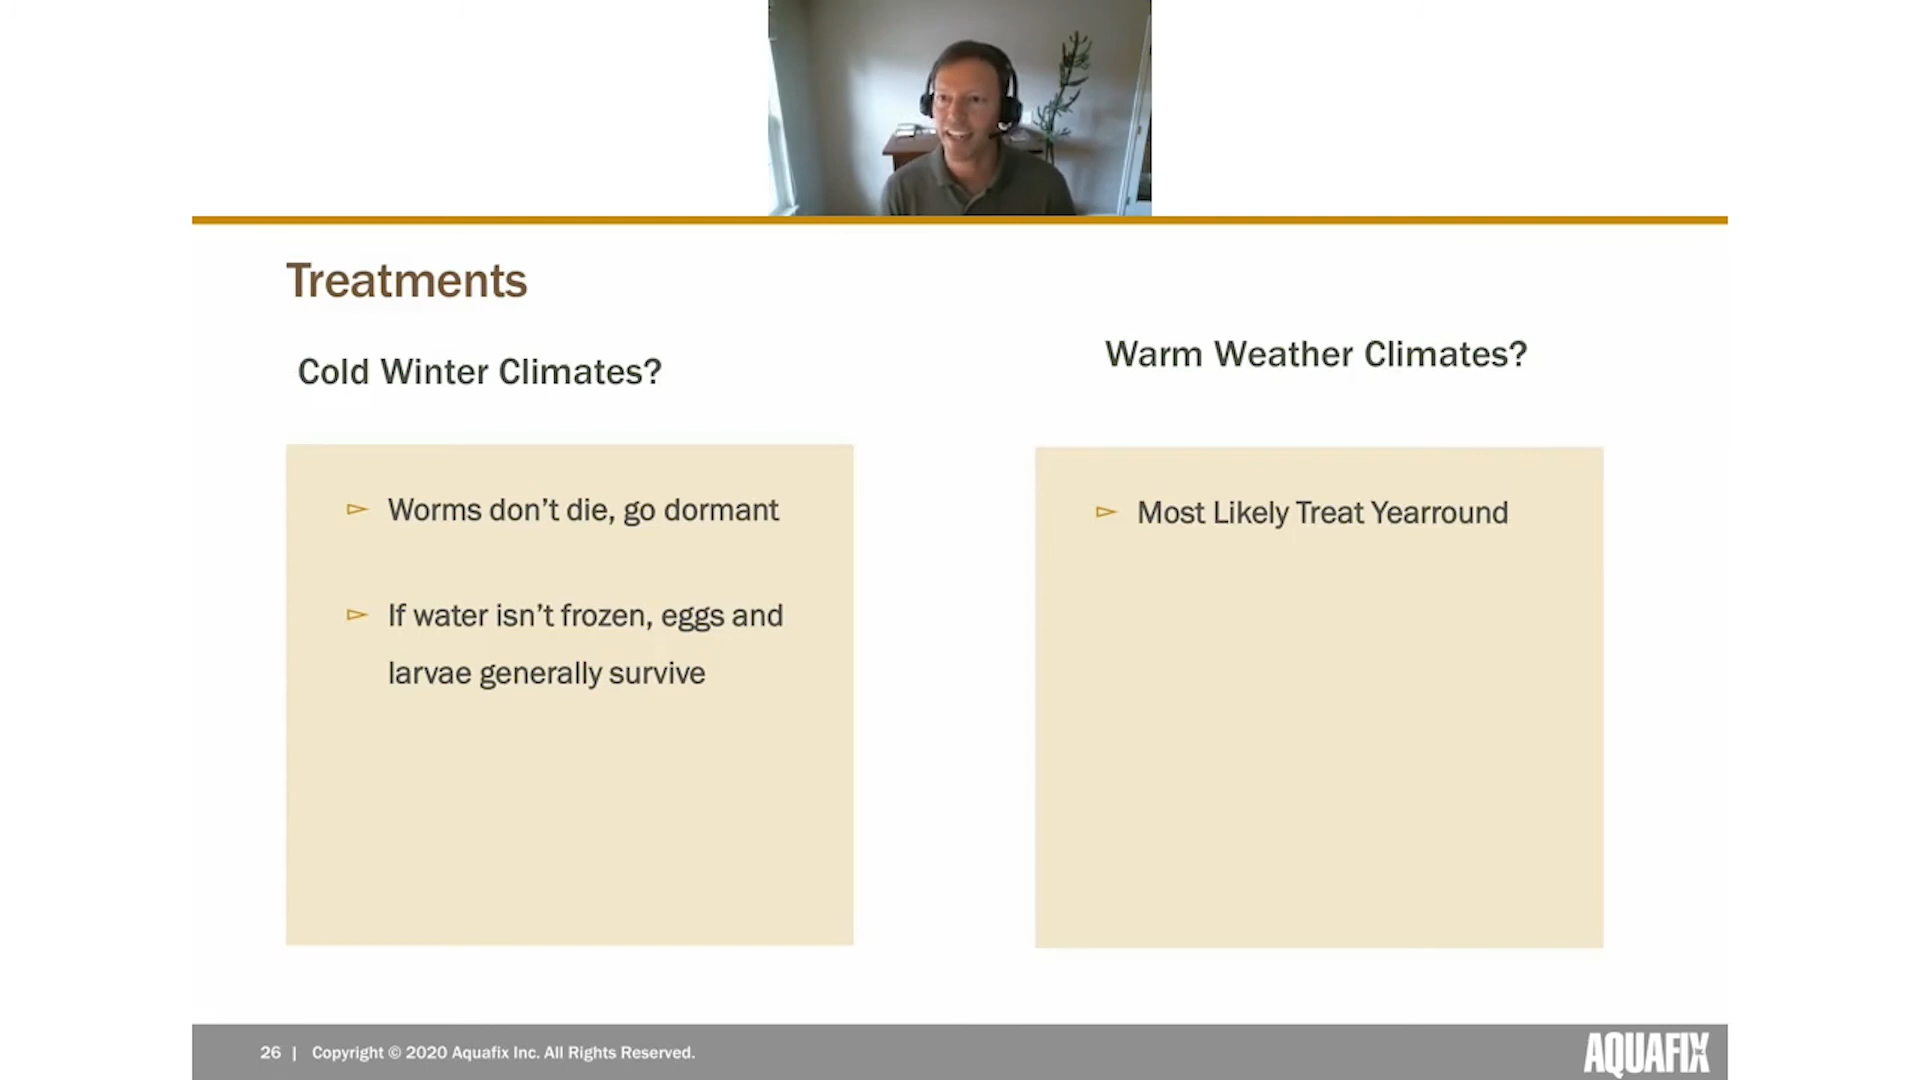 Treatments
Cold Winter Climates?
Warm Weather Climates?
Worms don't die, go dormant
If water isn't frozen, eggs and
larvae generally survive
Most Likely Treat Yearround
26 | Copyright © 2020 Aquafix Inc. All Rights Reserved.
AQUAFIX